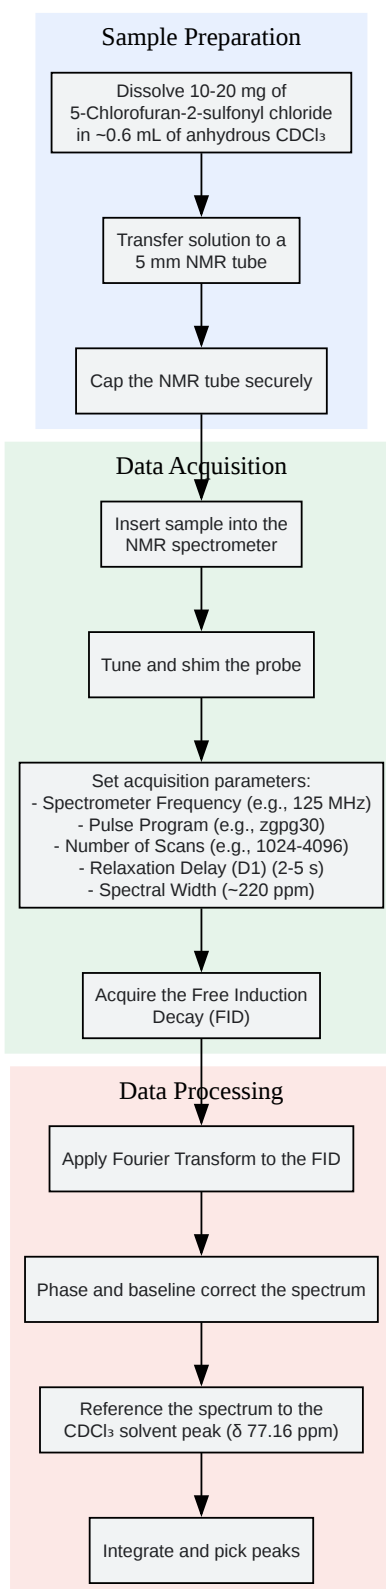 Sample Preparation
Dissolve 10-20 mg of
5-Chlorofuran-2-sulfonyl chloride
in ~0.6 mL of anhydrous CDCl₃
Transfer solution to a
5 mm NMR tube
Cap the NMR tube securely
Data Acquisition
Insert sample into the
NMR spectrometer
Tune and shim the probe
Set acquisition parameters:
- Spectrometer Frequency (e.g., 125 MHz)
- Pulse Program (e.g., zgpg30)
- Number of Scans (e.g., 1024-4096)
- Relaxation Delay (D1) (2-5 s)
- Spectral Width (~220 ppm)
Acquire the Free Induction
Decay (FID)
Data Processing
Apply Fourier Transform to the FID
Phase and baseline correct the spectrum
Reference the spectrum to the
CDCl₃ solvent peak (δ 77.16 ppm)
Integrate and pick peaks